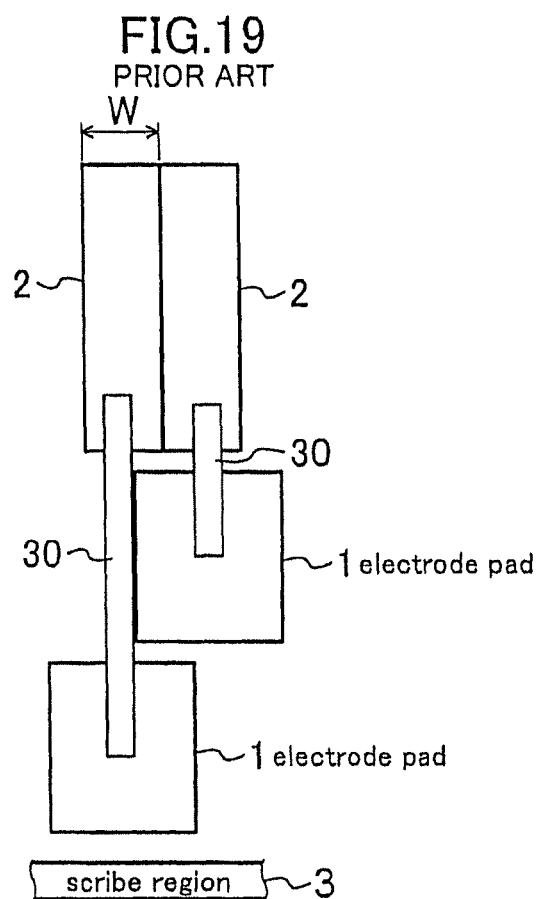 FIG.19
PRIOR ART
W
2
2
30
30
1 electrode pad
1 electrode pad
scribe region 3